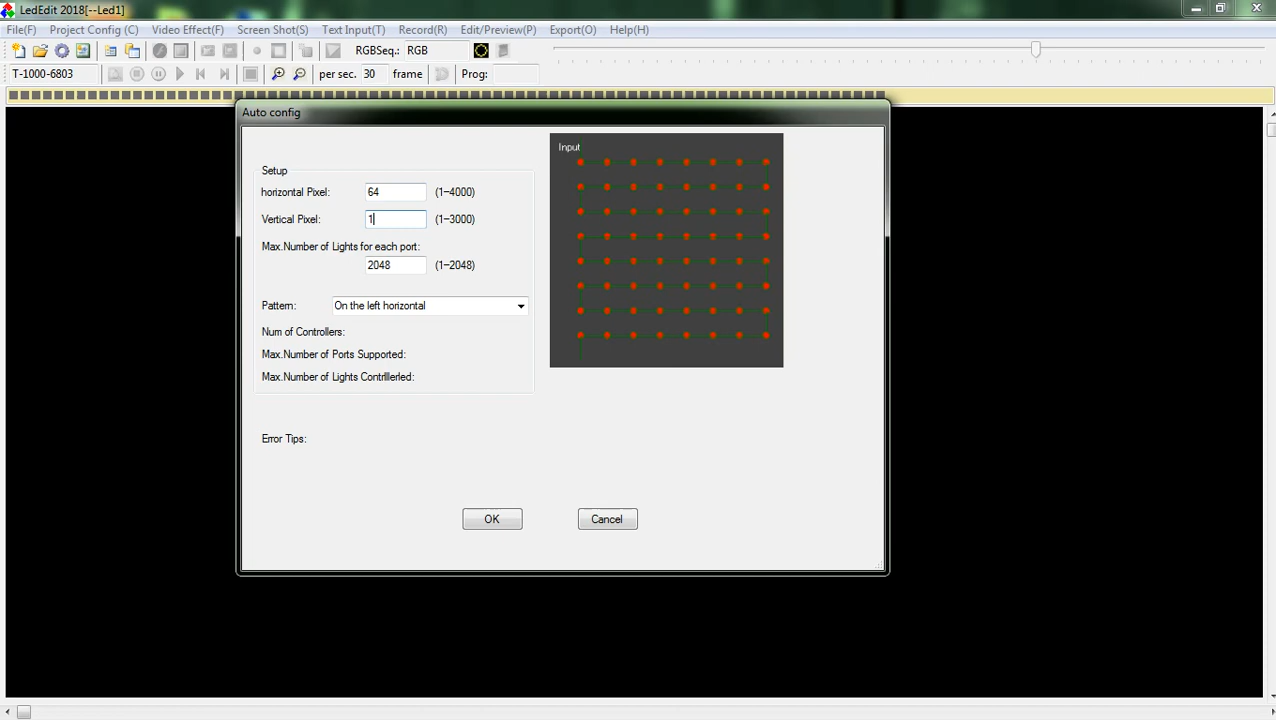 LedEdit 2018[--Led1]
File(F) Project Config (C) Video Effect(F) Screen Shot(S) Text Input(T) Record(R) Edit/Preview(P) Export(O) Help(H)
RGBSeq.: RGB
T-1000-6803 per sec. 30 frame Prog:
Auto config
Input
Setup
horizontal Pixel: 64 (1-4000)
Vertical Pixel: 1 (1-3000)
Max.Number of Lights for each port:
2048 (1-2048)
Pattern: On the left horizontal
Num of Controllers:
Max.Number of Ports Supported:
Max.Number of Lights Contrlllerled:
Error Tips:
OK Cancel